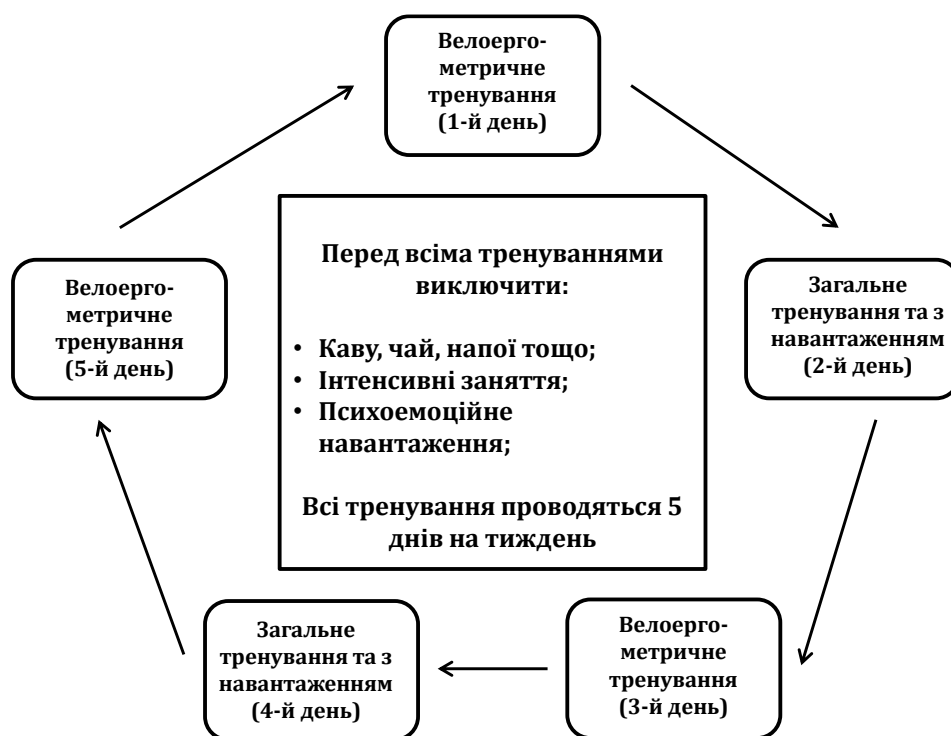 Велоерго-
метричне
тренування
(1-й день)
Загальне
тренування та з
навантаженням
(2-й день)
Велоерго-
метричне
тренування
(3-й день)
Загальне
тренування та з
навантаженням
(4-й день)
Велоерго-
метричне
тренування
(5-й день)
Перед всіма тренуваннями
виключити:
• Каву, чай, напої тощо;
• Інтенсивні заняття;
• Психоемоційне
навантаження;
Всі тренування проводяться 5
днів на тиждень